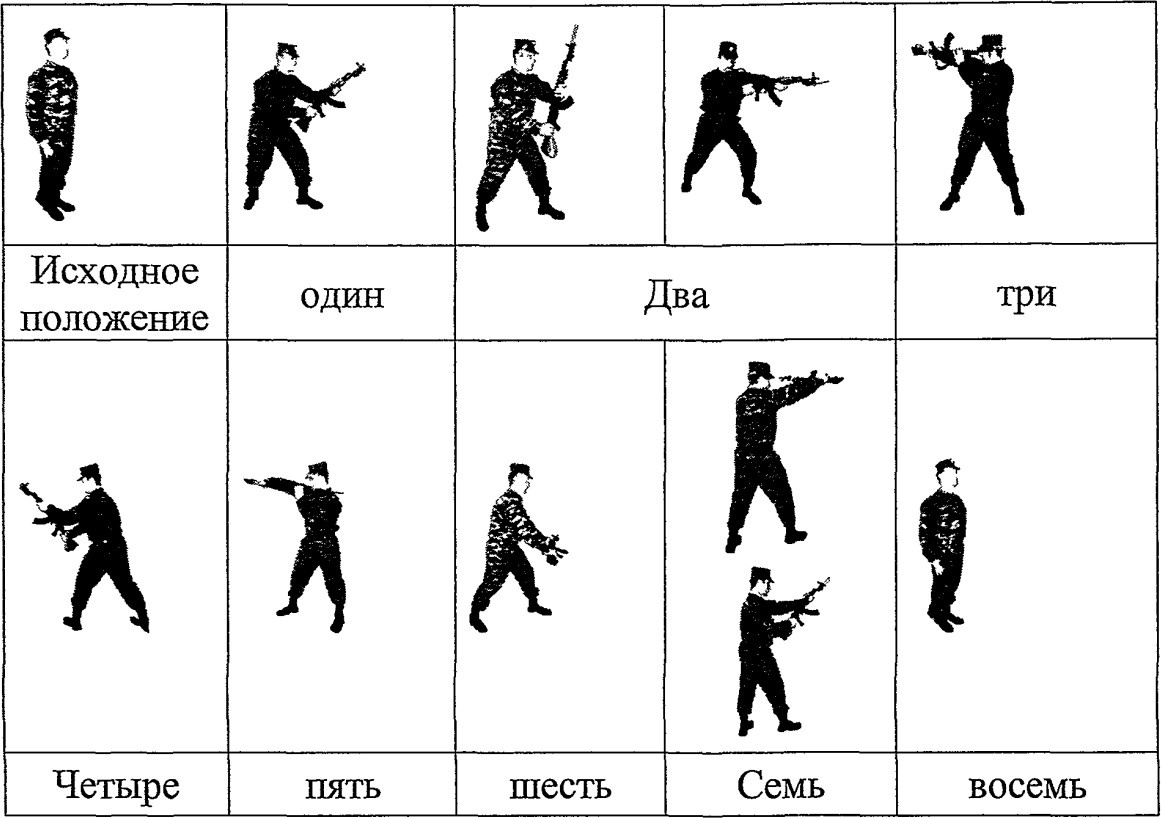 Исходное
положение
один
Два
три
Четыре
пять
шесть
Семь
восемь